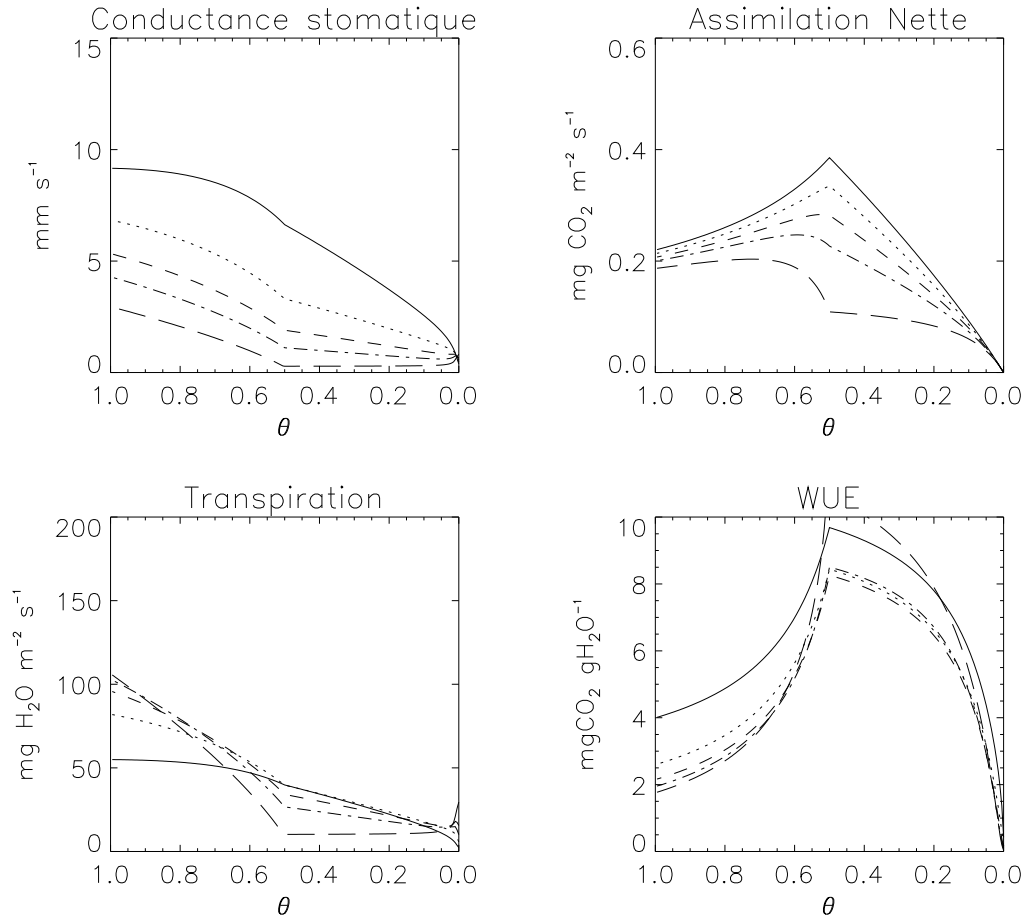 Conductance stomatique
15
10
5
0
mm s⁻¹
1.0 0.8 0.6 0.4 0.2 0.0
θ
Assimilation Nette
0.6
0.4
0.2
0.0
mg CO₂ m⁻² s⁻¹
1.0 0.8 0.6 0.4 0.2 0.0
θ
Transpiration
200
150
100
50
0
mg H₂O m⁻² s⁻¹
1.0 0.8 0.6 0.4 0.2 0.0
θ
WUE
10
8
6
4
2
0
mgCO₂ gH₂O⁻¹
1.0 0.8 0.6 0.4 0.2 0.0
θ